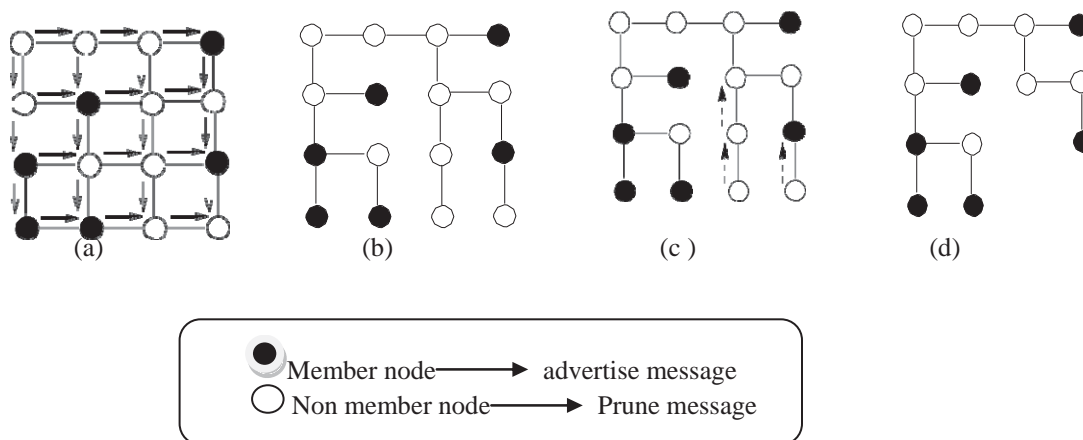 (a) (b) (c ) (d)
Member node advertise message
Non member node Prune message